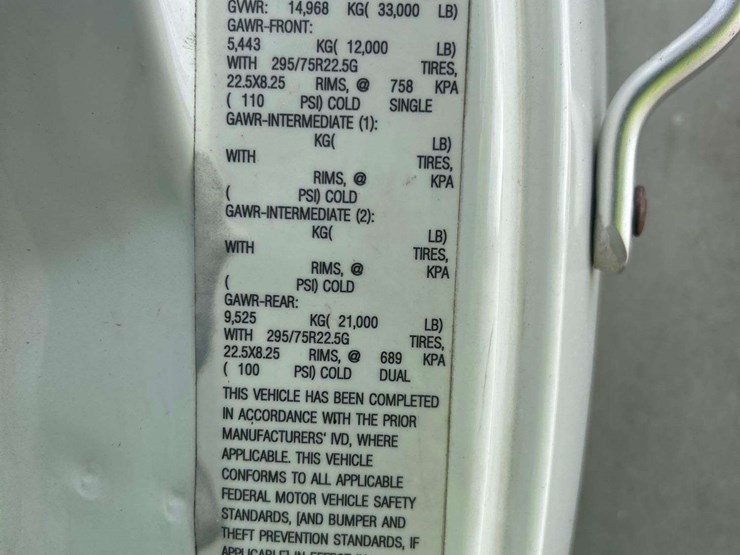 GVWR: 14,968 KG( 33,000 LB)
GAWR-FRONT:
5,443 KG( 12,000 LB)
WITH 295/75R22.5G TIRES,
22.5X8.25 RIMS, @ 758 KPA
( 110 PSI) COLD SINGLE
GAWR-INTERMEDIATE (1):
KG( LB)
WITH TIRES,
RIMS, @ KPA
( PSI) COLD
GAWR-INTERMEDIATE (2):
KG( LB)
WITH TIRES,
RIMS, @ KPA
( PSI) COLD
GAWR-REAR:
9,525 KG( 21,000 LB)
WITH 295/75R22.5G TIRES,
22.5X8.25 RIMS, @ 689 KPA
( 100 PSI) COLD DUAL
THIS VEHICLE HAS BEEN COMPLETED
IN ACCORDANCE WITH THE PRIOR
MANUFACTURERS' IVD, WHERE
APPLICABLE. THIS VEHICLE
CONFORMS TO ALL APPLICABLE
FEDERAL MOTOR VEHICLE SAFETY
STANDARDS, [AND BUMPER AND
THEFT PREVENTION STANDARDS, IF
APPLICABLE] IN EFFECT